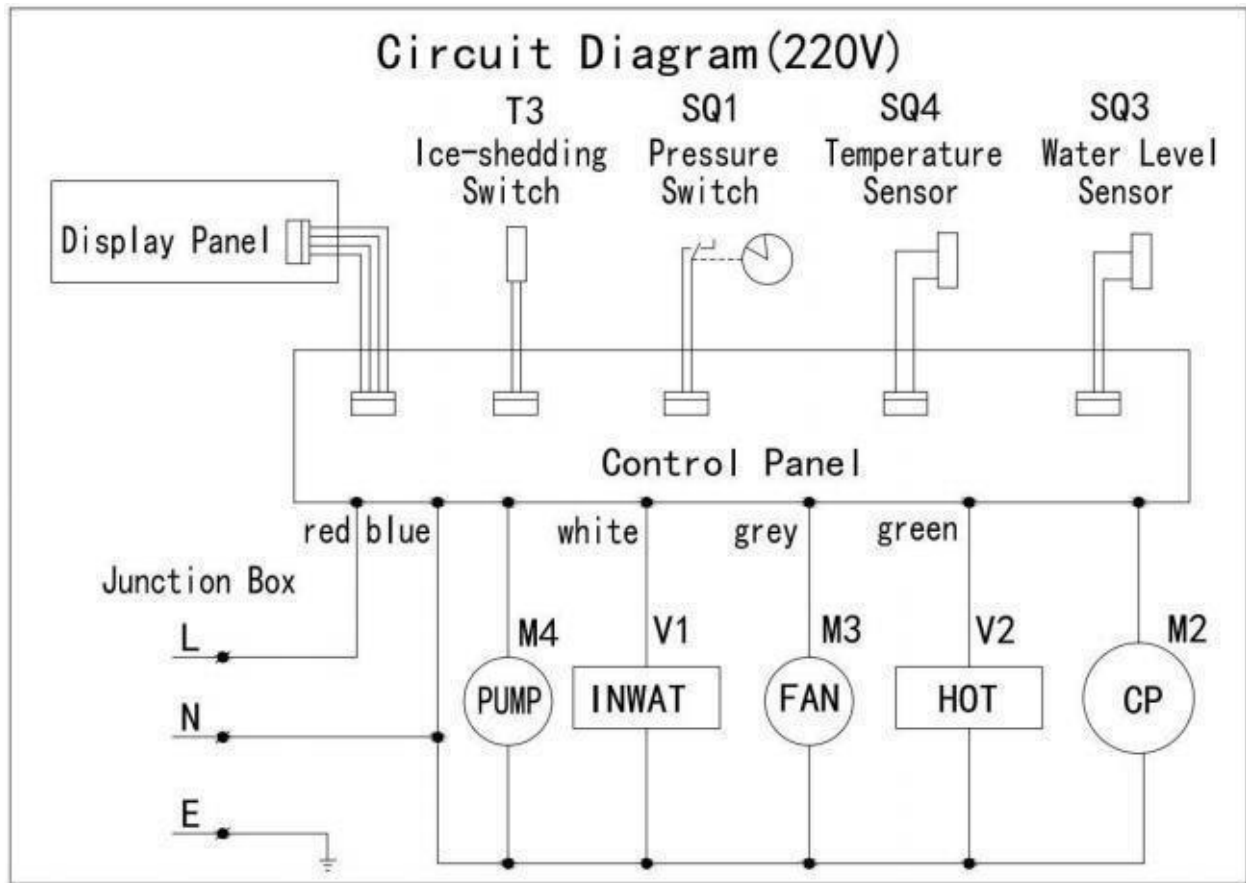 Circuit Diagram(220V)
T3
Ice-shedding
Switch
SQ1
Pressure
Switch
SQ4
Temperature
Sensor
SQ3
Water Level
Sensor
Display Panel
Control Panel
red blue
white
grey
green
Junction Box
L
N
E
M4
PUMP
V1
INWAT
M3
FAN
V2
HOT
M2
CP